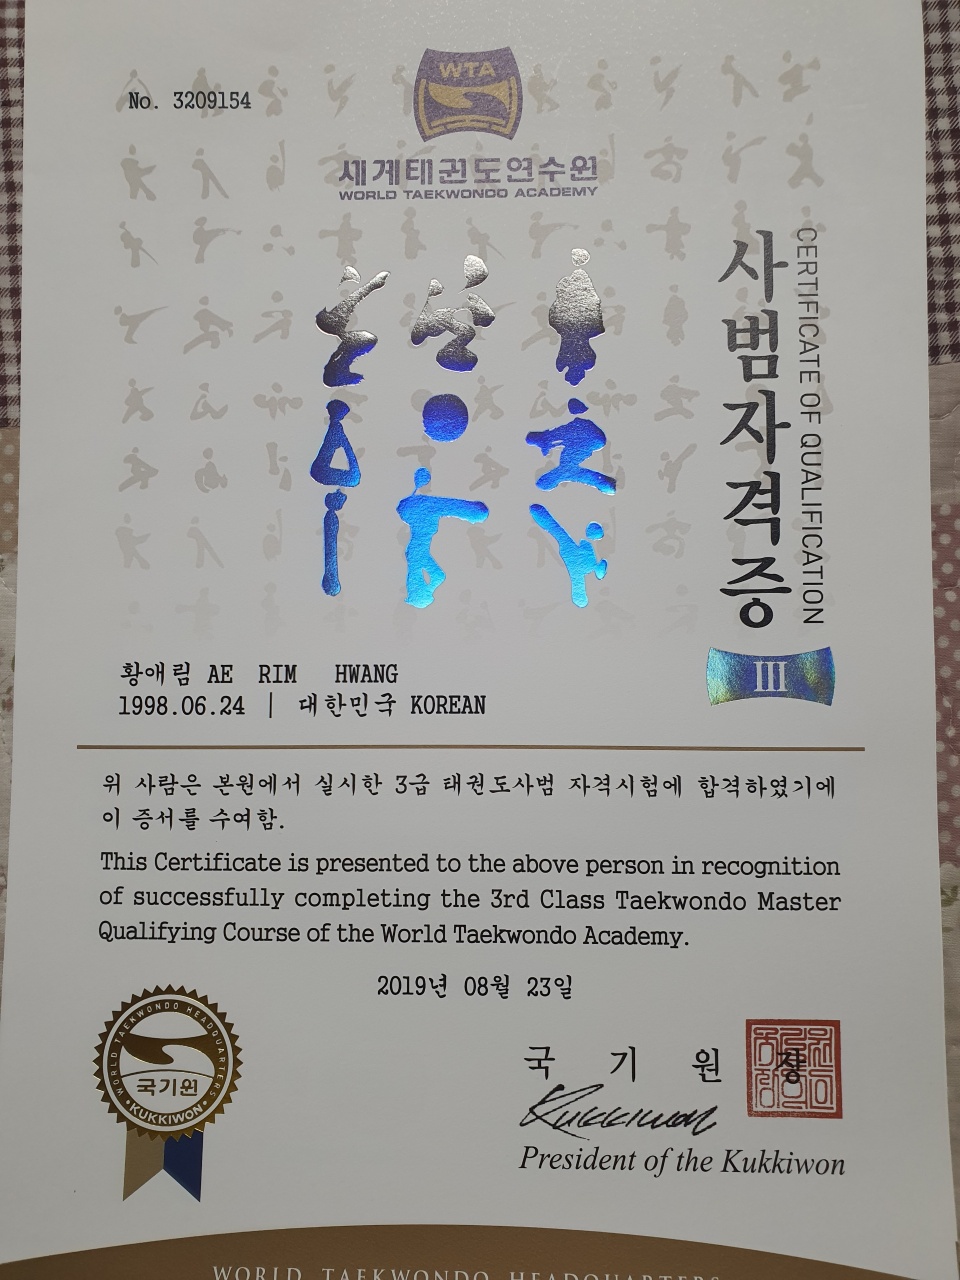 No. 3209154
WTA
세계태권도연수원
WORLD TAEKWONDO ACADEMY
사범자격증
CERTIFICATE OF QUALIFICATION
III
황애림 AE RIM HWANG
1998.06.24 | 대한민국 KOREAN
위 사람은 본원에서 실시한 3급 태권도사범 자격시험에 합격하였기에
이 증서를 수여함.
This Certificate is presented to the above person in recognition
of successfully completing the 3rd Class Taekwondo Master
Qualifying Course of the World Taekwondo Academy.
2019년 08월 23일
WORLD TAEKWONDO HEADQUARTERS
국기원
KUKKIWON
국 기 원 장
Kukkiwon
President of the Kukkiwon
WORLD TAEKWONDO HEADQUARTERS